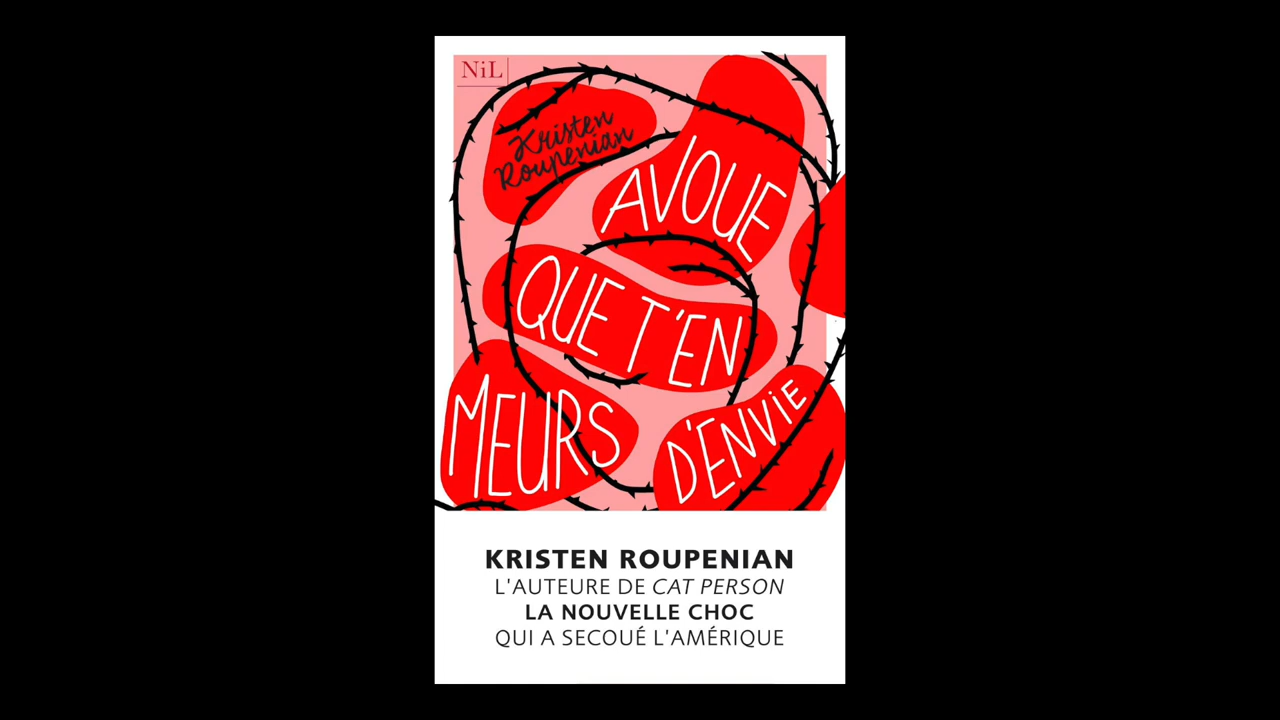 NiL
Kristen
Roupenian
AVOUE
QUE T'EN
MEURS
D'ENViE
KRISTEN ROUPENIAN
L'AUTEURE DE CAT PERSON
LA NOUVELLE CHOC
QUI A SECOUÉ L'AMÉRIQUE